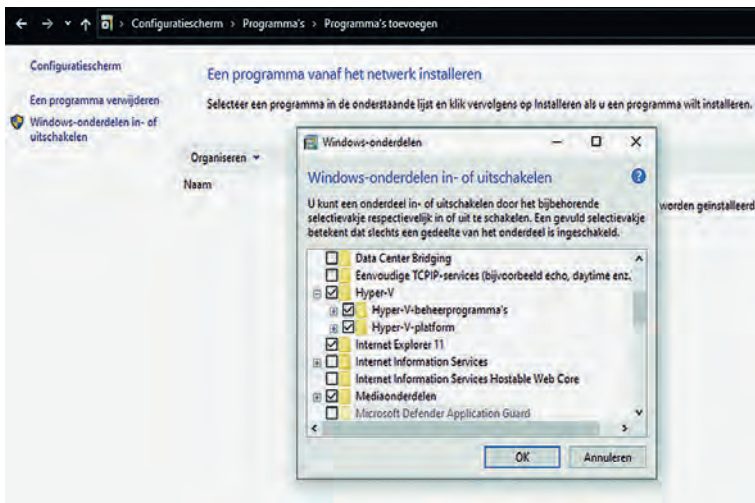 Configuratiescherm > Programma's > Programma's toevoegen
Configuratiescherm
Een programma verwijderen
Windows-onderdelen in- of
uitschakelen
Een programma vanaf het netwerk installeren
Selecteer een programma in de onderstaande lijst en klik vervolgens op Installeren als u een programma wilt installeren.
Organiseren
Naam
worden geïnstalleerd
Windows-onderdelen
Windows-onderdelen in- of uitschakelen
U kunt een onderdeel in- of uitschakelen door het bijbehorende
selectievakje respectievelijk in of uit te schakelen. Een gevuld selectievakje
betekent dat slechts een gedeelte van het onderdeel is ingeschakeld.
Data Center Bridging
Eenvoudige TCPIP-services (bijvoorbeeld echo, daytime enz.
Hyper-V
Hyper-V-beheerprogramma's
Hyper-V-platform
Internet Explorer 11
Internet Information Services
Internet Information Services Hostable Web Core
Mediaonderdelen
Microsoft Defender Application Guard
OK
Annuleren